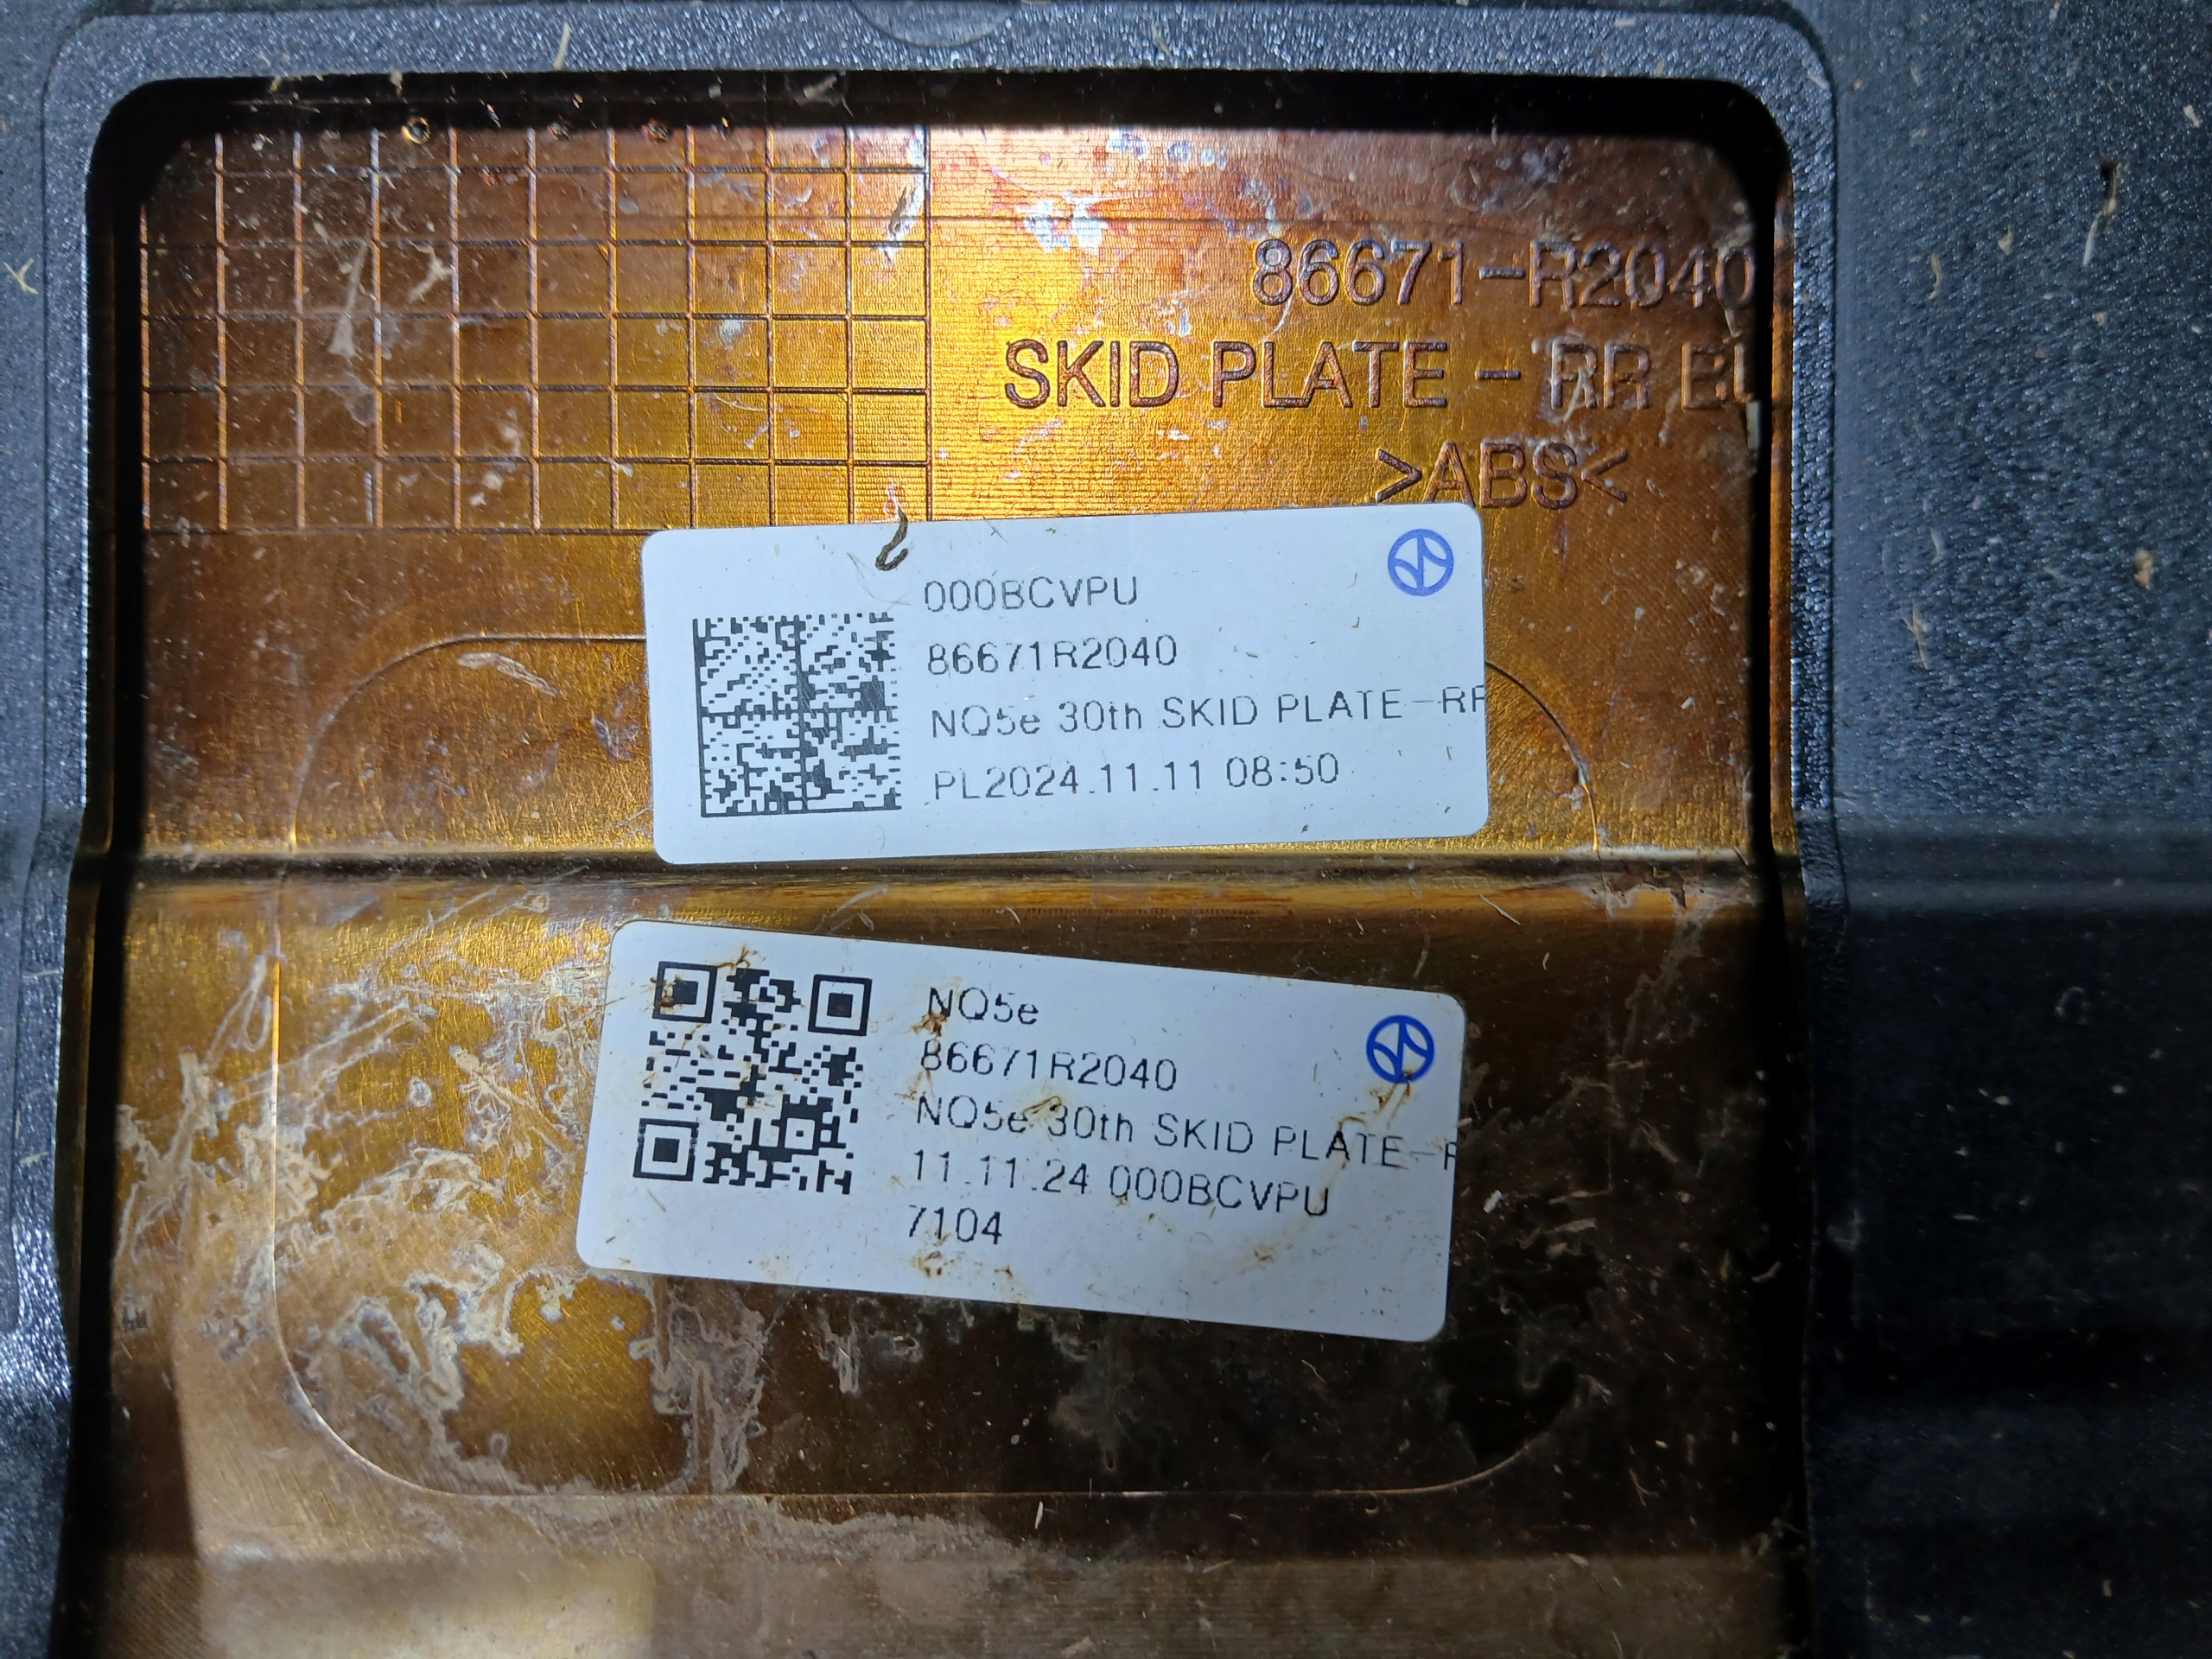 86671-R2040
SKID PLATE - RR BU
>ABS<
000BCVPU
86671R2040
NQ5e 30th SKID PLATE-RR
PL2024.11.11 08:50
NQ5e
86671R2040
NQ5e 30th SKID PLATE-R
11.11.24 000BCVPU
7104